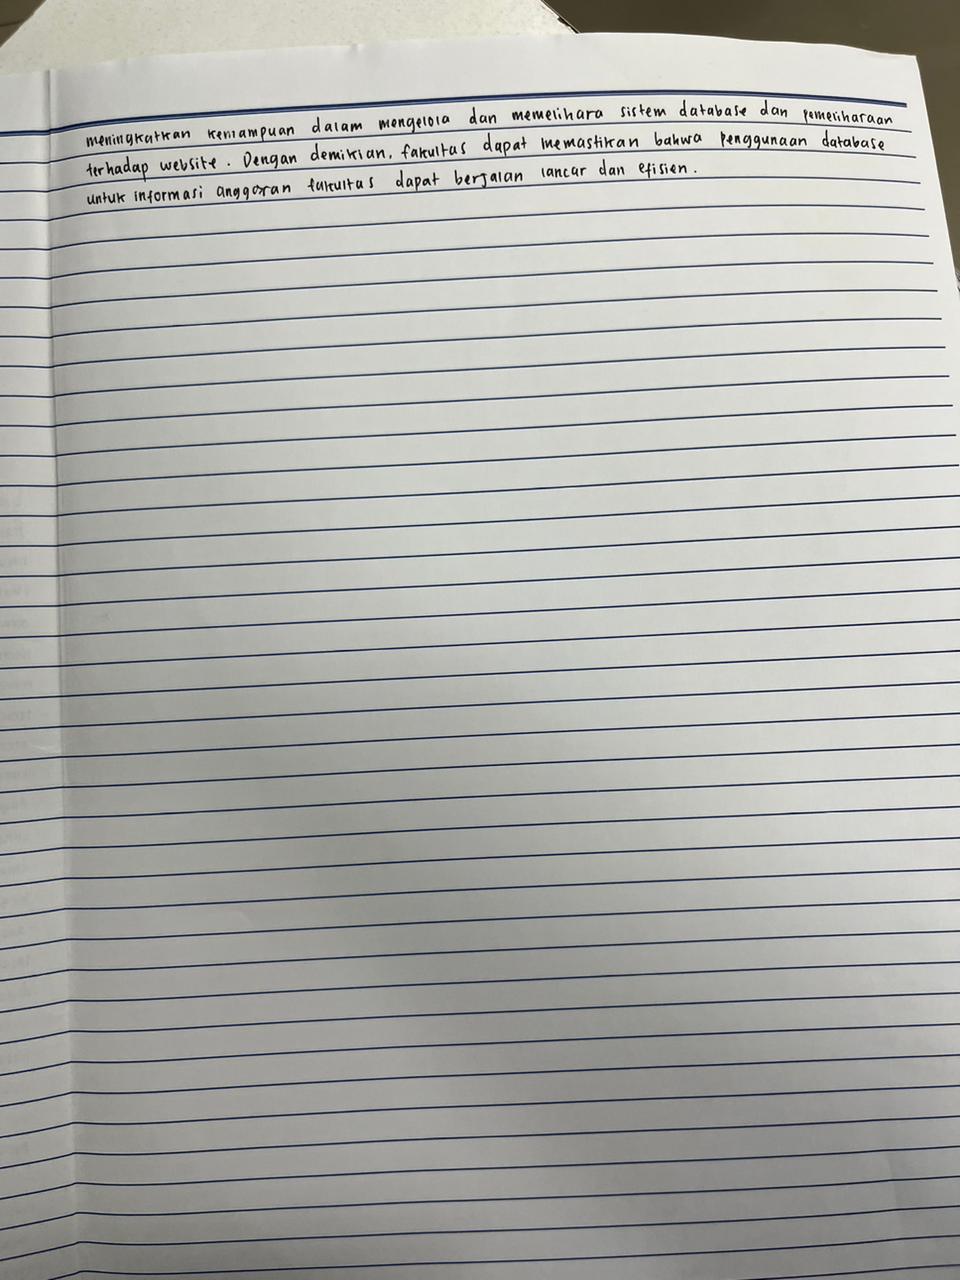 meningkatkan kemampuan dalam mengelola dan memelihara sistem database dan pemeliharaan
terhadap website. Dengan demikian, fakultas dapat memastikan bahwa penggunaan database
untuk informasi anggaran fakultas dapat berjalan lancar dan efisien.